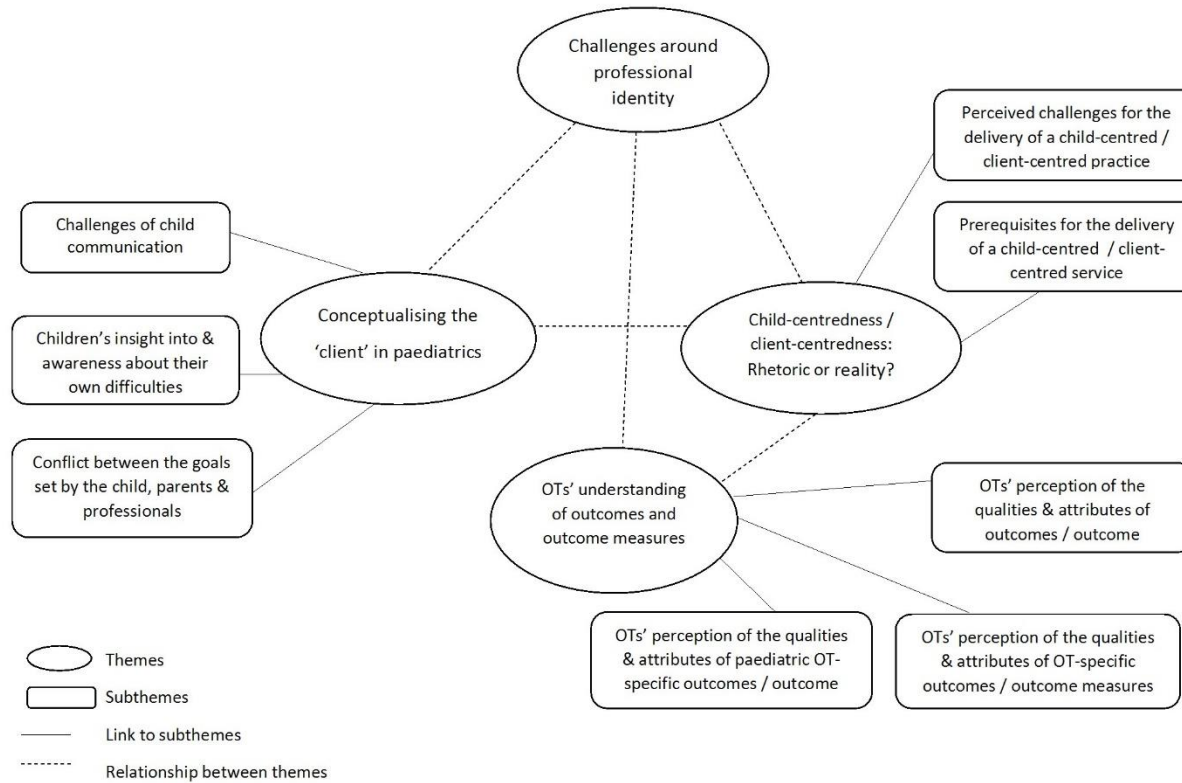 Challenges around
professional
identity
Perceived challenges for the
delivery of a child-centred /
client-centred practice
Challenges of child
communication
Prerequisites for the delivery
of a child-centred / client-
centred service
Conceptualising the
‘client’ in paediatrics
Child-centredness /
client-centredness:
Rhetoric or reality?
Children’s insight into &
awareness about their
own difficulties
Conflict between the goals
set by the child, parents &
professionals
OTs’ understanding
of outcomes and
outcome measures
OTs’ perception of the
qualities & attributes of
outcomes / outcome
OTs’ perception of the qualities
& attributes of paediatric OT-
specific outcomes / outcome
OTs’ perception of the qualities
& attributes of OT-specific
outcomes / outcome measures
Themes
Subthemes
Link to subthemes
Relationship between themes